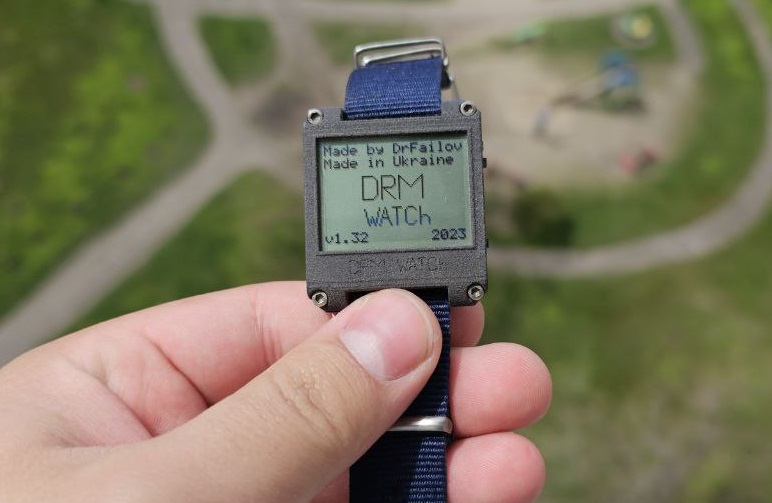 Made by DrFailov
Made in Ukraine
DRM
WATCh
v1.32 2023
DRM WATCH